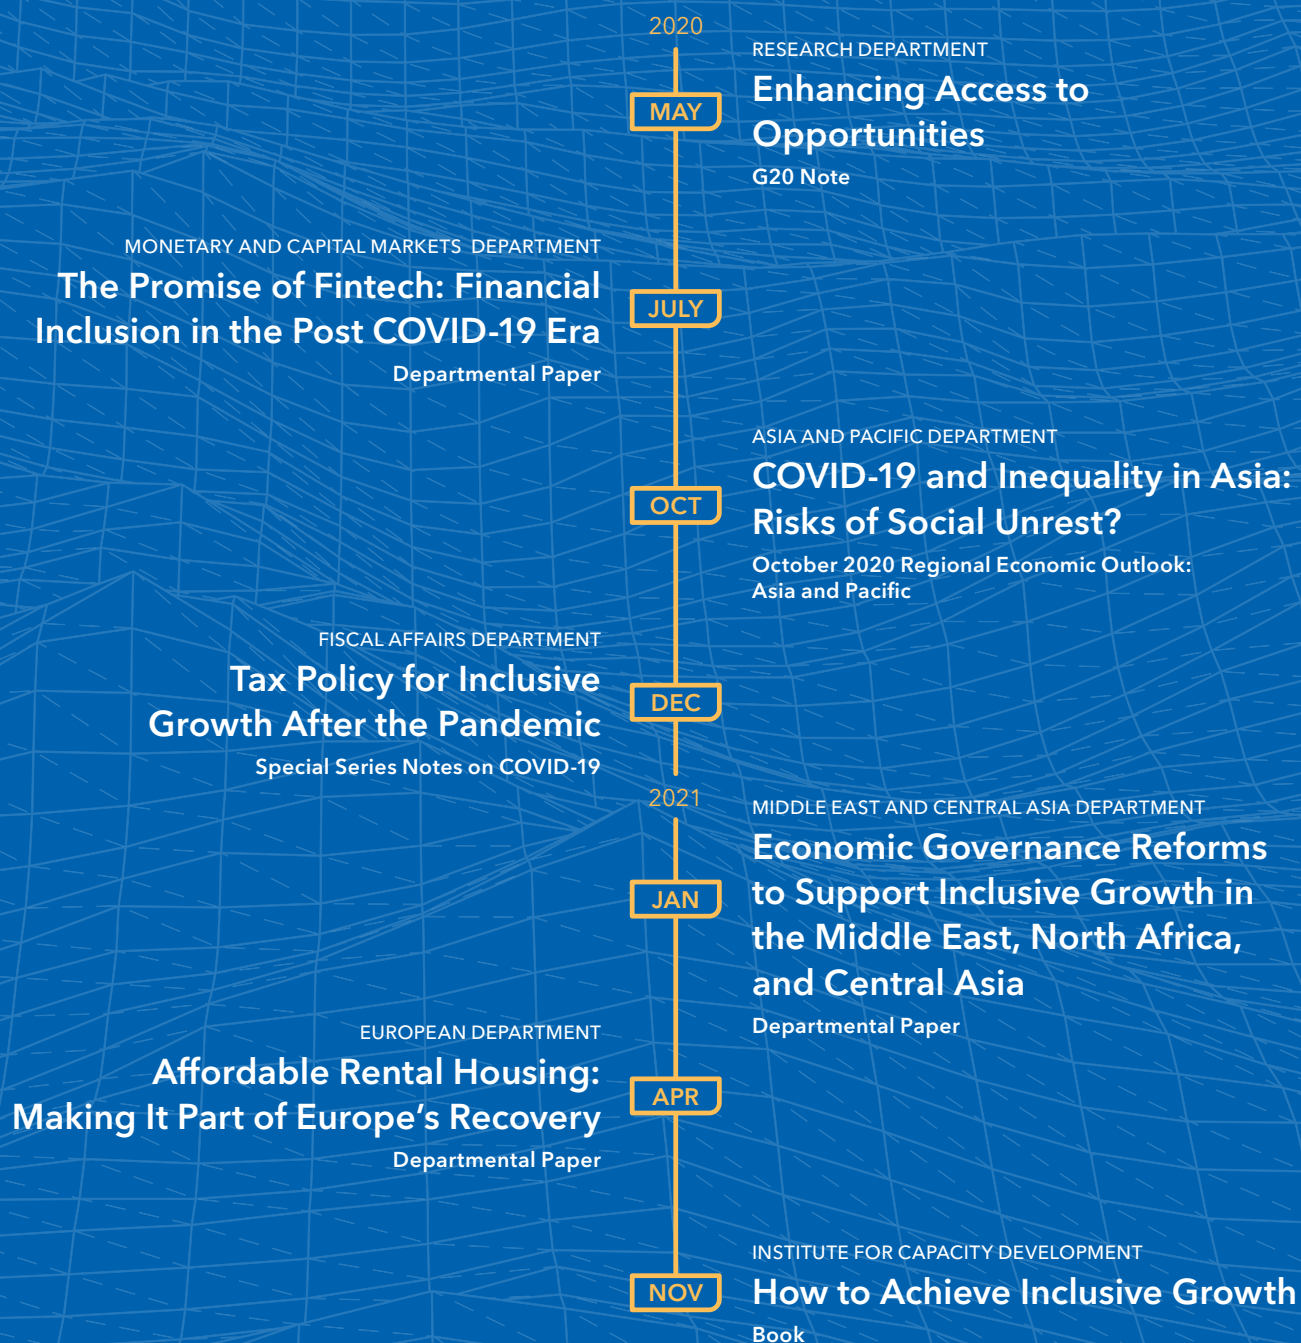 2020
MAY
RESEARCH DEPARTMENT
Enhancing Access to
Opportunities
G20 Note
MONETARY AND CAPITAL MARKETS DEPARTMENT
The Promise of Fintech: Financial
Inclusion in the Post COVID-19 Era
Departmental Paper
JULY
ASIA AND PACIFIC DEPARTMENT
COVID-19 and Inequality in Asia:
Risks of Social Unrest?
October 2020 Regional Economic Outlook:
Asia and Pacific
OCT
FISCAL AFFAIRS DEPARTMENT
Tax Policy for Inclusive
Growth After the Pandemic
Special Series Notes on COVID-19
DEC
2021
MIDDLE EAST AND CENTRAL ASIA DEPARTMENT
Economic Governance Reforms
to Support Inclusive Growth in
the Middle East, North Africa,
and Central Asia
Departmental Paper
JAN
EUROPEAN DEPARTMENT
Affordable Rental Housing:
Making It Part of Europe's Recovery
Departmental Paper
APR
INSTITUTE FOR CAPACITY DEVELOPMENT
How to Achieve Inclusive Growth
Book
NOV